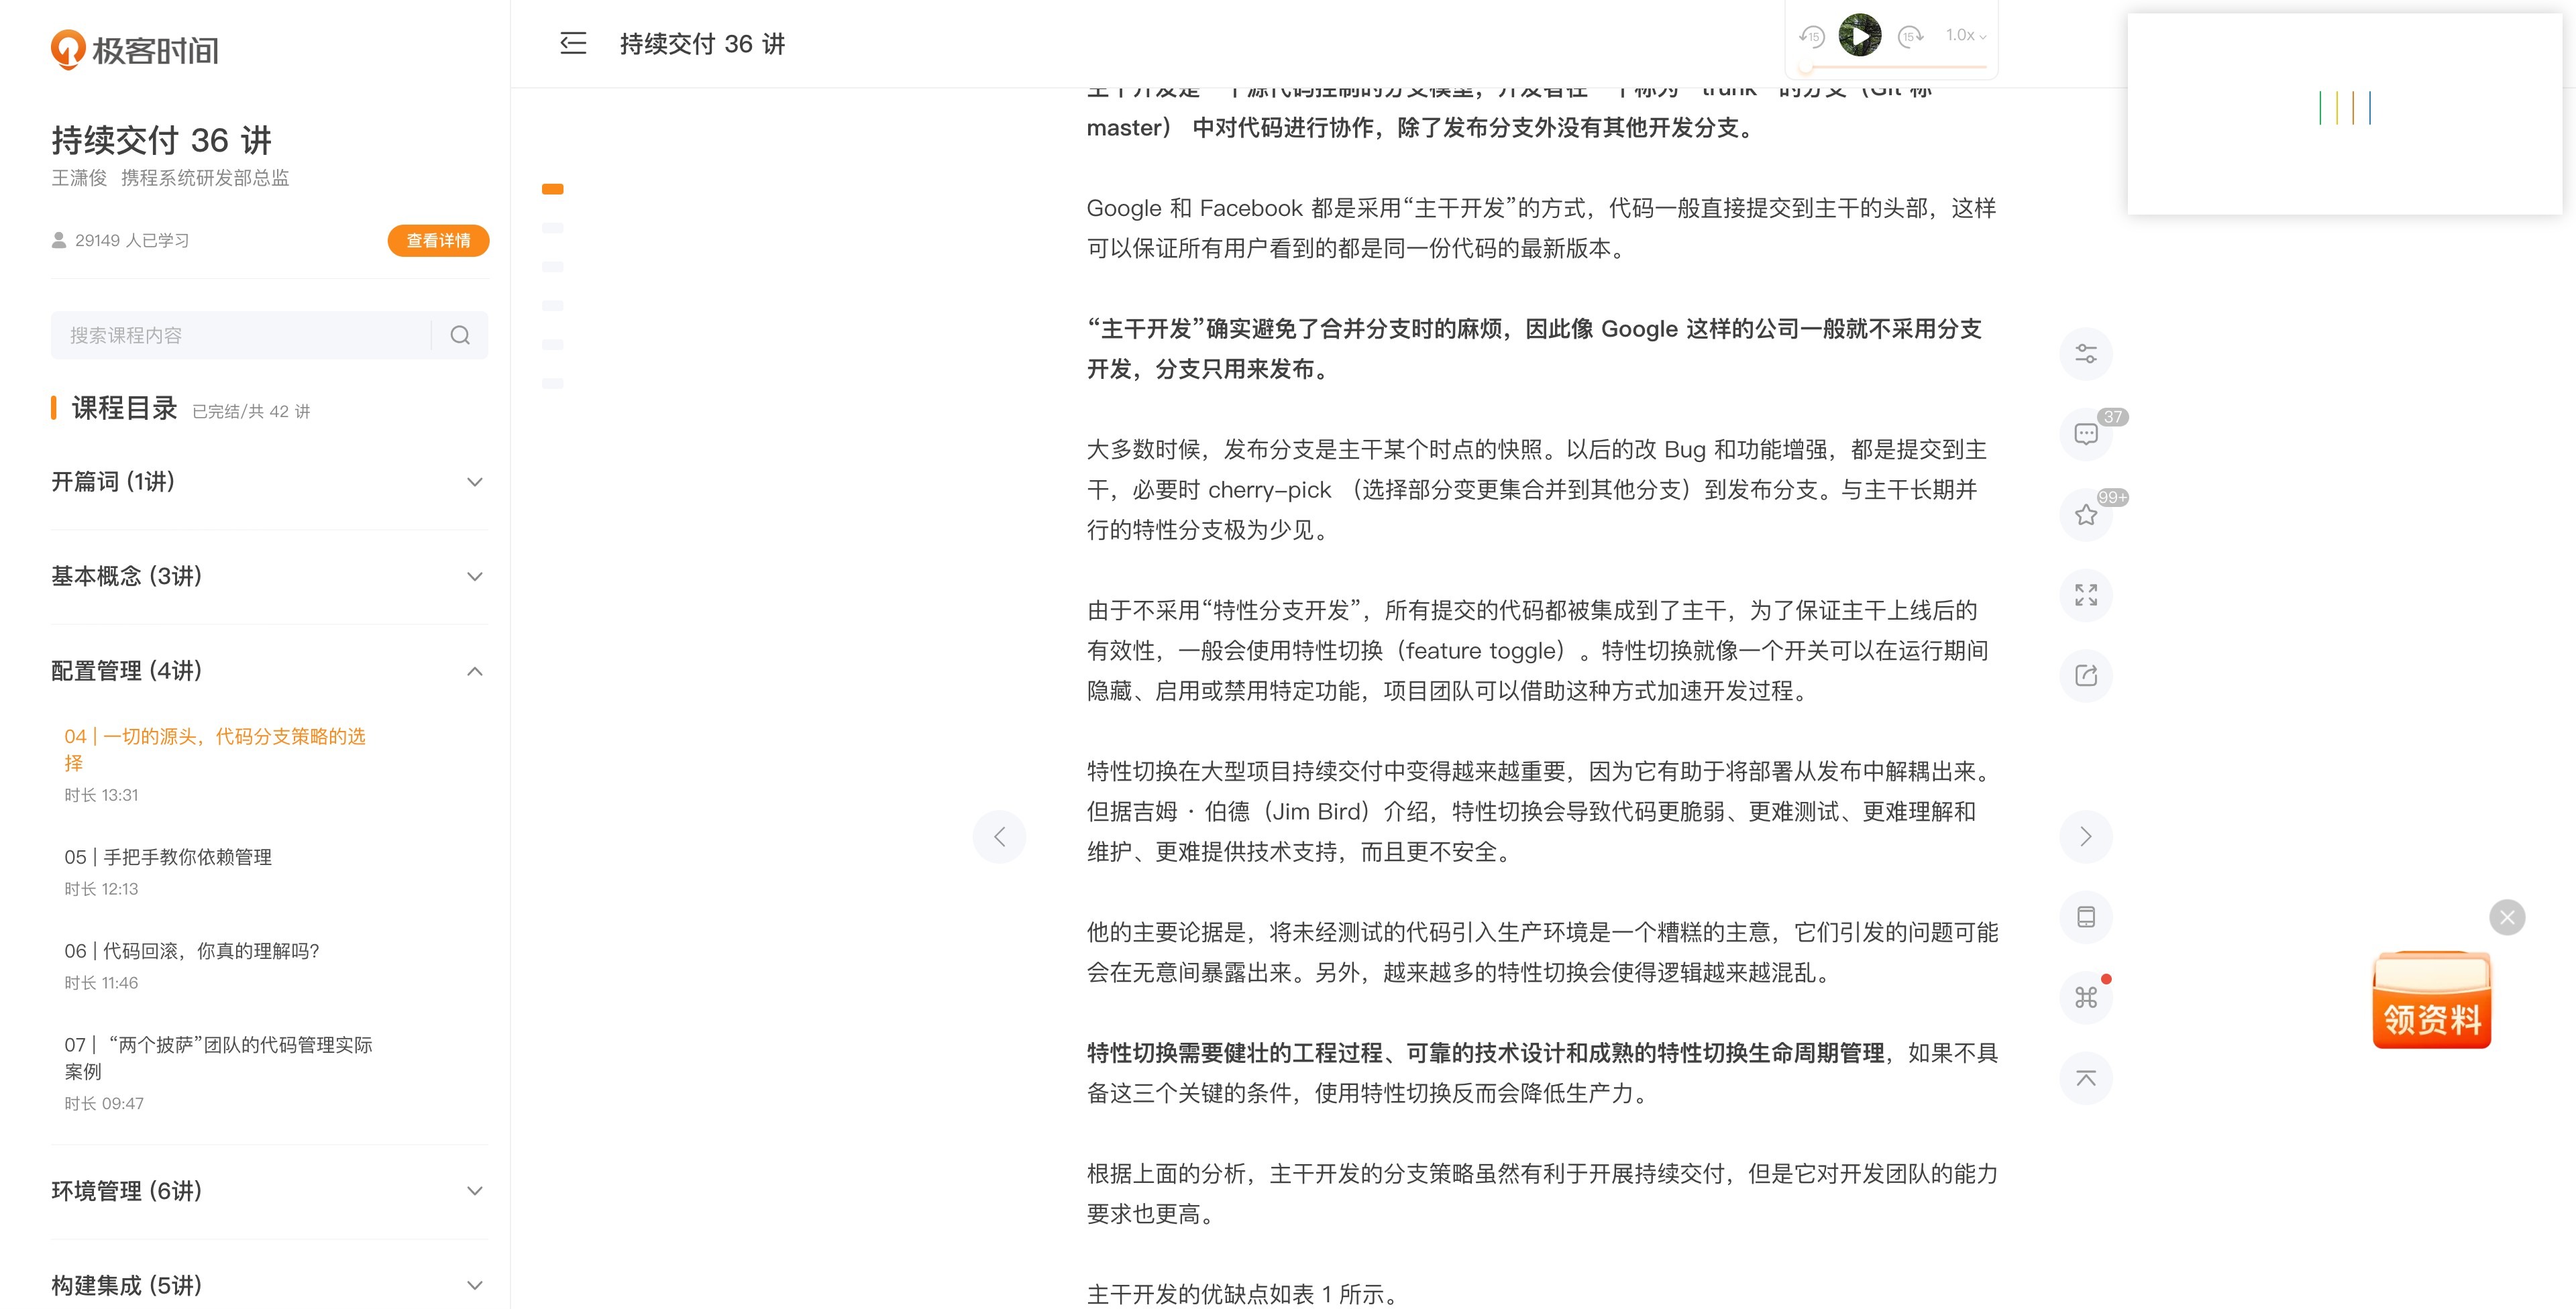 极客时间
持续交付 36 讲
王潇俊 携程系统研发部总监
29149 人已学习
查看详情
搜索课程内容
课程目录 已完结/共 42 讲
开篇词 (1讲)
基本概念 (3讲)
配置管理 (4讲)
04 | 一切的源头，代码分支策略的选
择
时长 13:31
05 | 手把手教你依赖管理
时长 12:13
06 | 代码回滚，你真的理解吗?
时长 11:46
07 | “两个披萨”团队的代码管理实际
案例
时长 09:47
环境管理 (6讲)
构建集成 (5讲)
持续交付 36 讲
15
15
1.0x
主干开发是一个源代码控制的分支模型，开发者在一个称为 “trunk” 的分支（Git 称
master） 中对代码进行协作，除了发布分支外没有其他开发分支。
Google 和 Facebook 都是采用“主干开发”的方式，代码一般直接提交到主干的头部，这样
可以保证所有用户看到的都是同一份代码的最新版本。
“主干开发”确实避免了合并分支时的麻烦，因此像 Google 这样的公司一般就不采用分支
开发，分支只用来发布。
大多数时候，发布分支是主干某个时点的快照。以后的改 Bug 和功能增强，都是提交到主
干，必要时 cherry-pick （选择部分变更集合并到其他分支）到发布分支。与主干长期并
行的特性分支极为少见。
由于不采用“特性分支开发”，所有提交的代码都被集成到了主干，为了保证主干上线后的
有效性，一般会使用特性切换（feature toggle）。特性切换就像一个开关可以在运行期间
隐藏、启用或禁用特定功能，项目团队可以借助这种方式加速开发过程。
特性切换在大型项目持续交付中变得越来越重要，因为它有助于将部署从发布中解耦出来。
但据吉姆 · 伯德（Jim Bird）介绍，特性切换会导致代码更脆弱、更难测试、更难理解和
维护、更难提供技术支持，而且更不安全。
他的主要论据是，将未经测试的代码引入生产环境是一个糟糕的主意，它们引发的问题可能
会在无意间暴露出来。另外，越来越多的特性切换会使得逻辑越来越混乱。
特性切换需要健壮的工程过程、可靠的技术设计和成熟的特性切换生命周期管理，如果不具
备这三个关键的条件，使用特性切换反而会降低生产力。
根据上面的分析，主干开发的分支策略虽然有利于开展持续交付，但是它对开发团队的能力
要求也更高。
主干开发的优缺点如表 1 所示。
37
99+
领资料